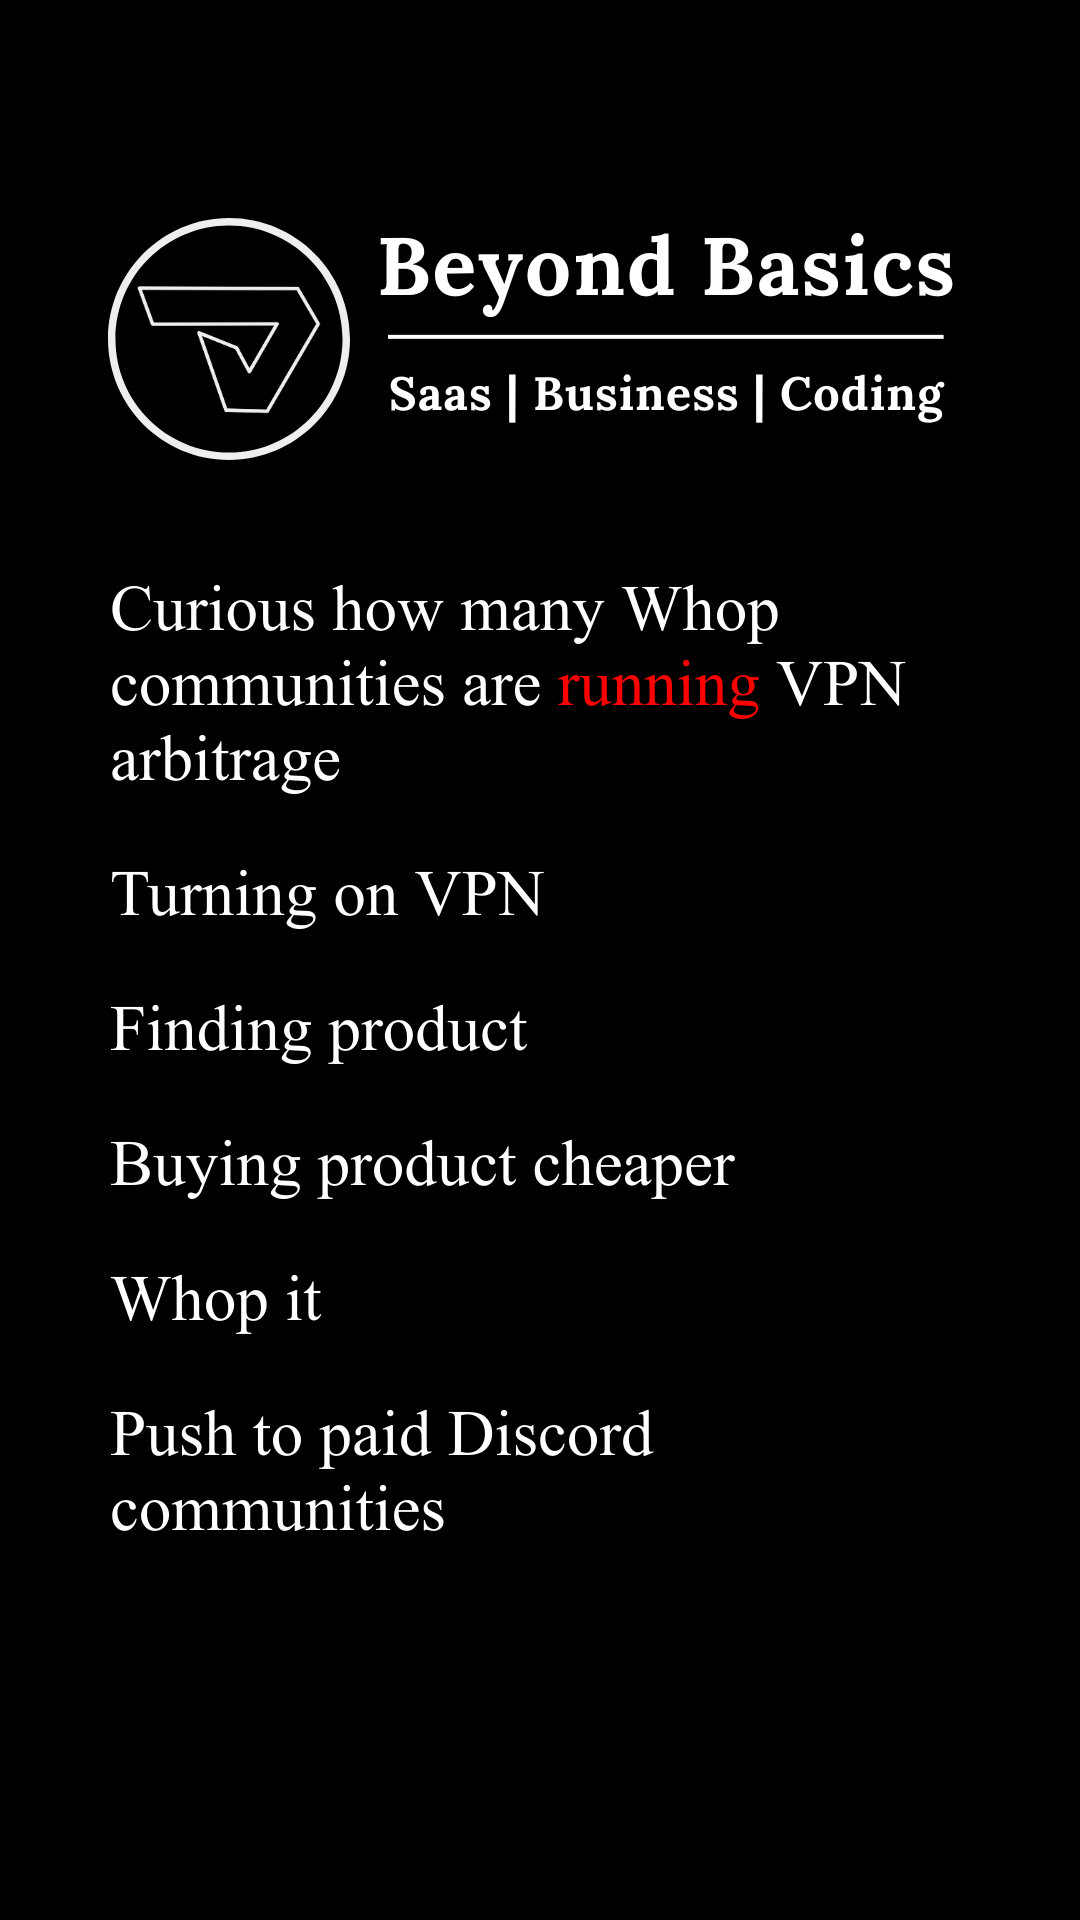 Beyond Basics
Saas | Business | Coding
Curious how many Whop
communities are running VPN
arbitrage
Turning on VPN
Finding product
Buying product cheaper
Whop it
Push to paid Discord
communities